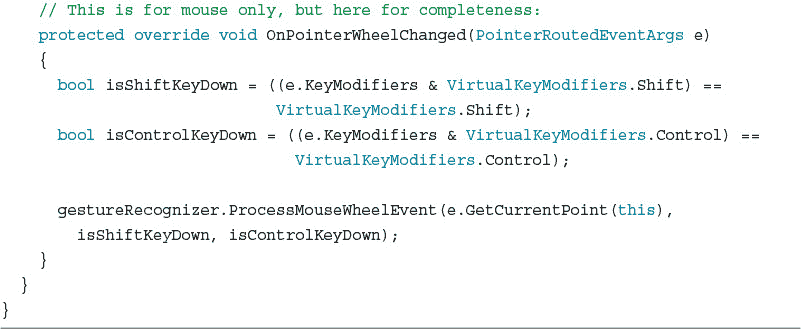 // This is for mouse only, but here for completeness:
protected override void OnPointerWheelChanged(PointerRoutedEventArgs e)
{
bool isShiftKeyDown = ((e.KeyModifiers & VirtualKeyModifiers.Shift) ==
VirtualKeyModifiers.Shift);
bool isControlKeyDown = ((e.KeyModifiers & VirtualKeyModifiers.Control) ==
VirtualKeyModifiers.Control);
gestureRecognizer.ProcessMouseWheelEvent(e.GetCurrentPoint(this),
isShiftKeyDown, isControlKeyDown);
}
}
}